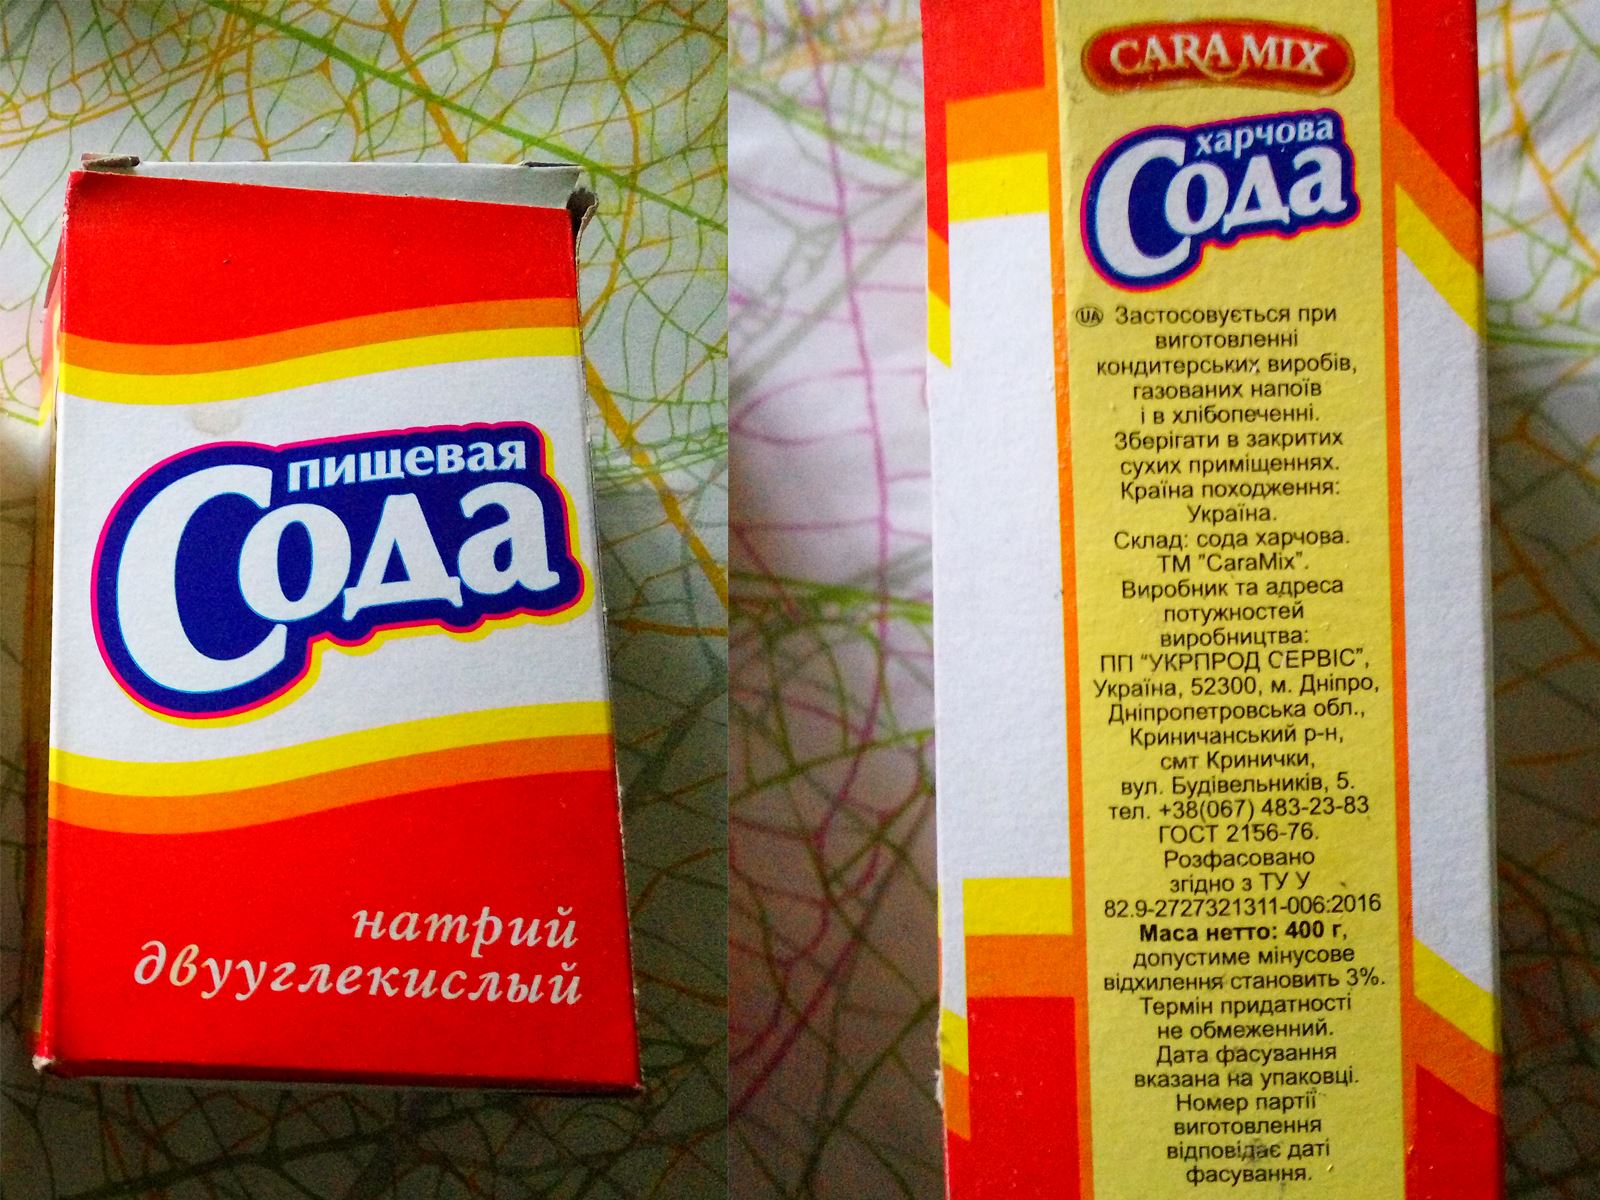 пищевая
Сода
натрий
двууглекислый
CARA MIX
харчова
Сода
UA Застосовується при
виготовленні
кондитерських виробів,
газованих напоїв
і в хлібопеченні.
Зберігати в закритих
сухих приміщеннях.
Країна походження:
Україна.
Склад: сода харчова.
ТМ "CaraMix".
Виробник та адреса
потужностей
виробництва:
ПП “УКРПРОД СЕРВІС”,
Україна, 52300, м. Дніпро,
Дніпропетровська обл.,
Криничанський р-н,
смт Кринички,
вул. Будівельників, 5.
тел. +38(067) 483-23-83
ГОСТ 2156-76.
Розфасовано
згідно з ТУ У
82.9-2727321311-006:2016
Маса нетто: 400 г,
допустиме мінусове
відхилення становить 3%.
Термін придатності
не обмеженний.
Дата фасування
вказана на упаковці.
Номер партії
виготовлення
відповідає даті
фасування.